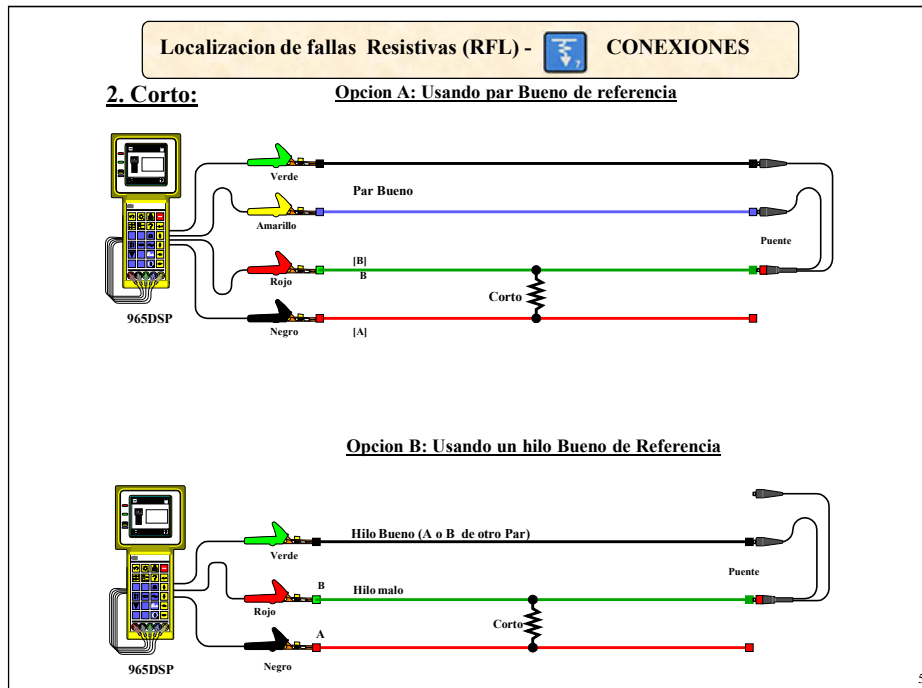 Localizacion de fallas Resistivas (RFL) - CONEXIONES
7
2. Corto:
Opcion A: Usando par Bueno de referencia
Verde
Par Bueno
Amarillo
Puente
[B]
B
Rojo
Corto
Negro
[A]
965DSP
Opcion B: Usando un hilo Bueno de Referencia
Hilo Bueno (A o B de otro Par)
Verde
Puente
B
Hilo malo
Rojo
Corto
A
Negro
965DSP